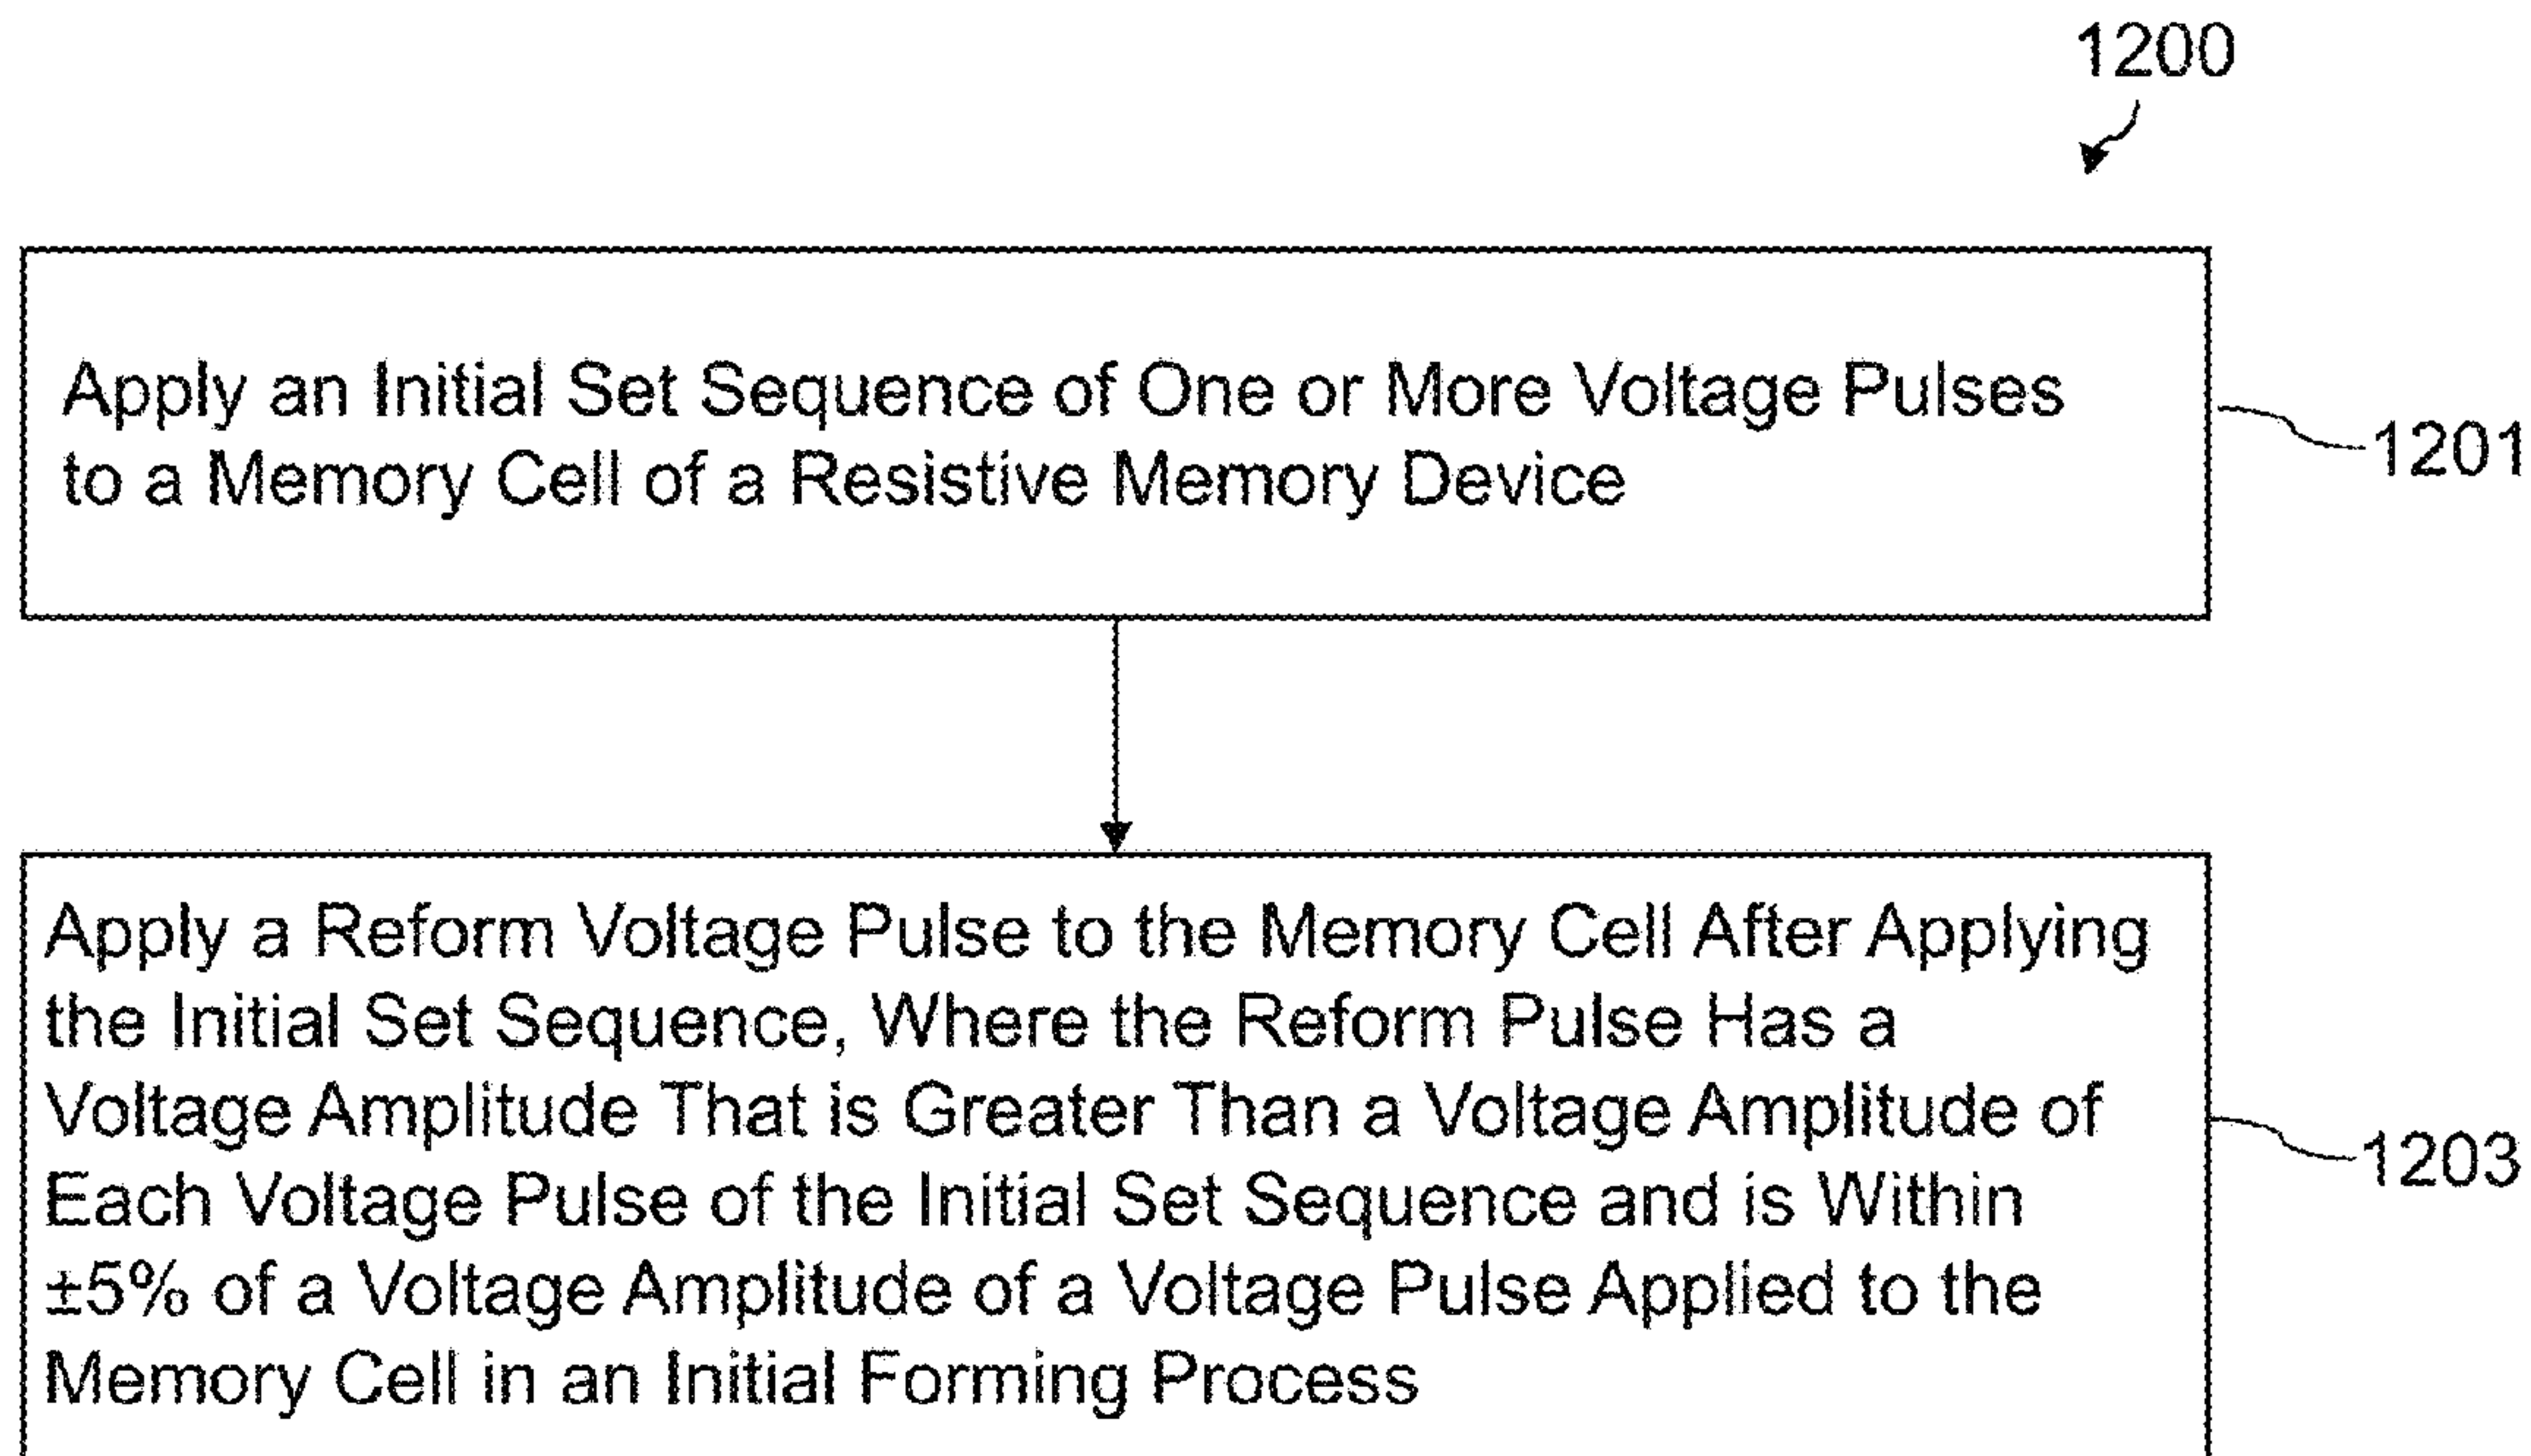 1200
Apply an Initial Set Sequence of One or More Voltage Pulses
to a Memory Cell of a Resistive Memory Device
1201
Apply a Reform Voltage Pulse to the Memory Cell After Applying
the Initial Set Sequence, Where the Reform Pulse Has a
Voltage Amplitude That is Greater Than a Voltage Amplitude of
Each Voltage Pulse of the Initial Set Sequence and is Within
±5% of a Voltage Amplitude of a Voltage Pulse Applied to the
Memory Cell in an Initial Forming Process
1203